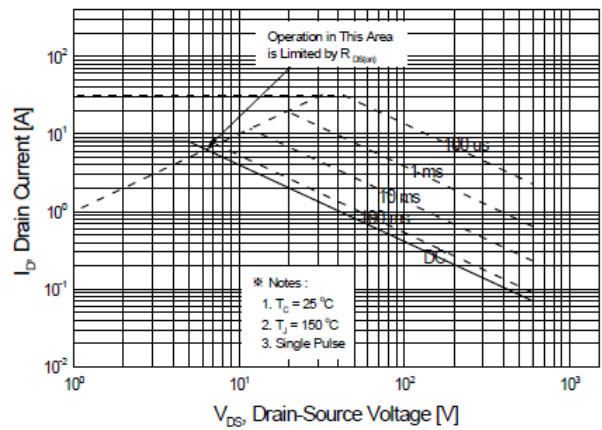 Operation in This Area
is Limited by R DS(on)
10²
10¹
10⁰
10⁻¹
10⁻²
I_D, Drain Current [A]
100 us
1 ms
10 ms
100 ms
DC
※ Notes :
1. T_C = 25 °C
2. T_J = 150 °C
3. Single Pulse
10⁰
10¹
10²
10³
V_DS, Drain-Source Voltage [V]